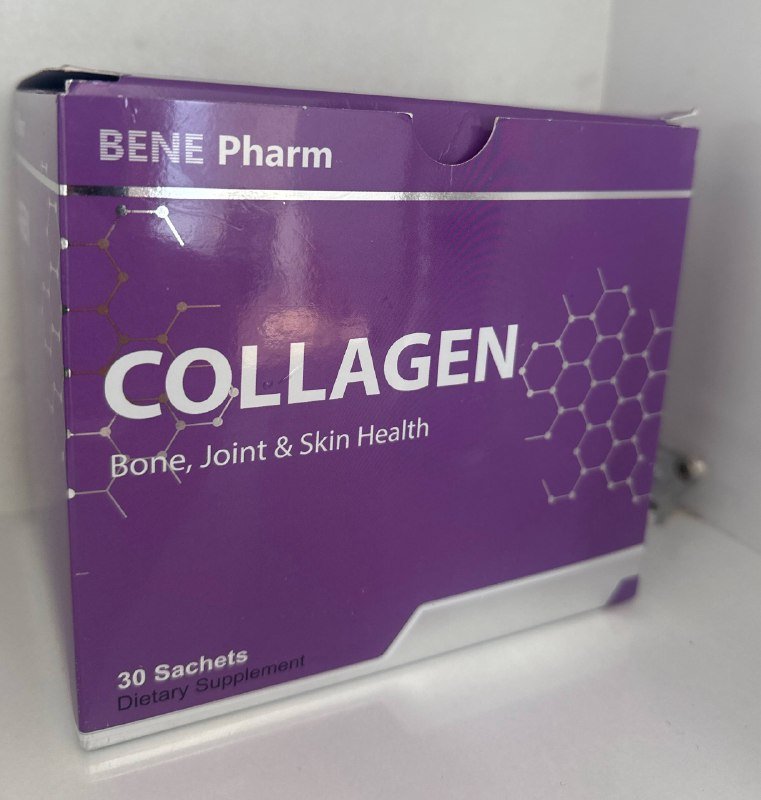 BENE Pharm
COLLAGEN
Bone, Joint & Skin Health
30 Sachets
Dietary Supplement